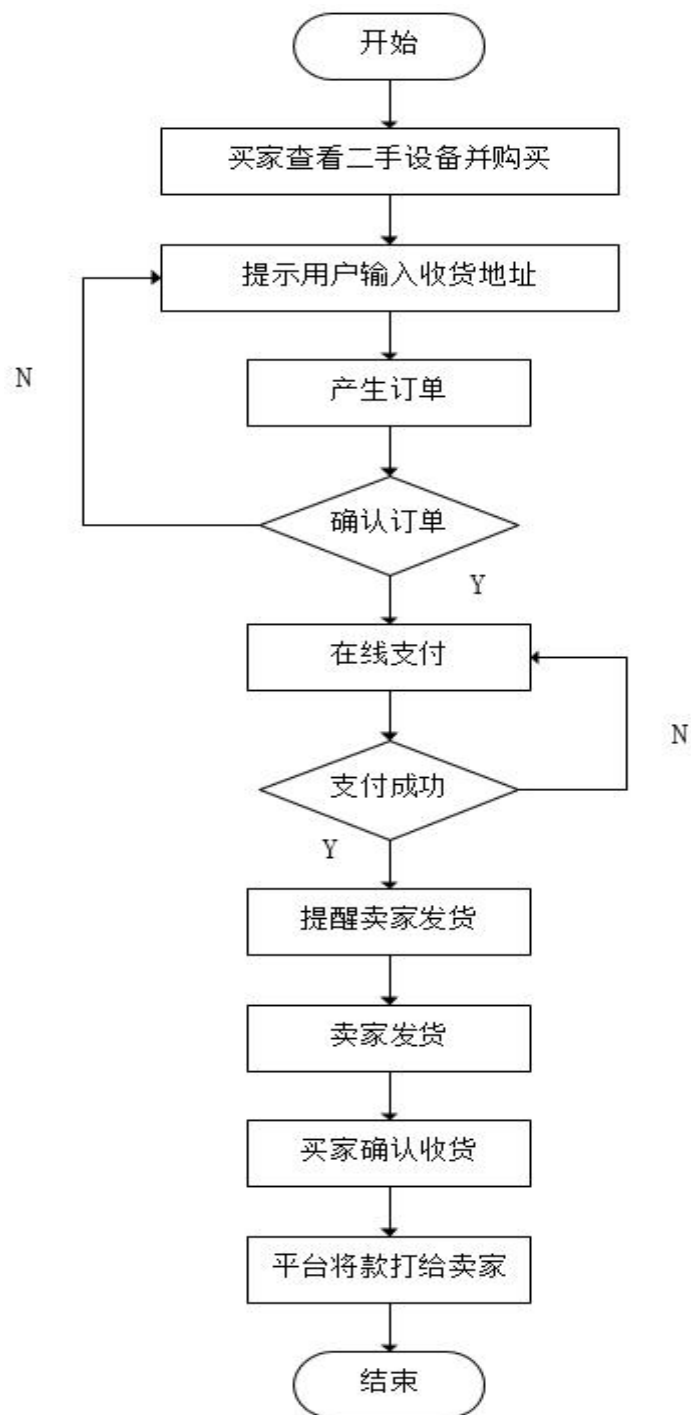 开始
买家查看二手设备并购买
提示用户输入收货地址
N
产生订单
确认订单
Y
在线支付
N
支付成功
Y
提醒卖家发货
卖家发货
买家确认收货
平台将款打给卖家
结束